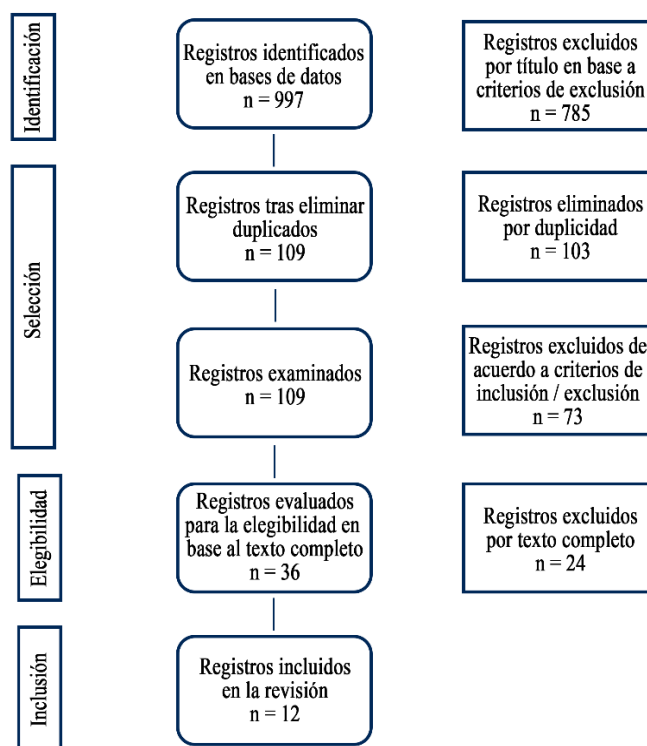 Identificación
Registros identificados
en bases de datos
n = 997
Registros excluidos
por título en base a
criterios de exclusión
n = 785
Selección
Registros tras eliminar
duplicados
n = 109
Registros eliminados
por duplicidad
n = 103
Registros examinados
n = 109
Registros excluidos de
acuerdo a criterios de
inclusión / exclusión
n = 73
Elegibilidad
Registros evaluados
para la elegibilidad en
base al texto completo
n = 36
Registros excluidos
por texto completo
n = 24
Inclusión
Registros incluidos
en la revisión
n = 12